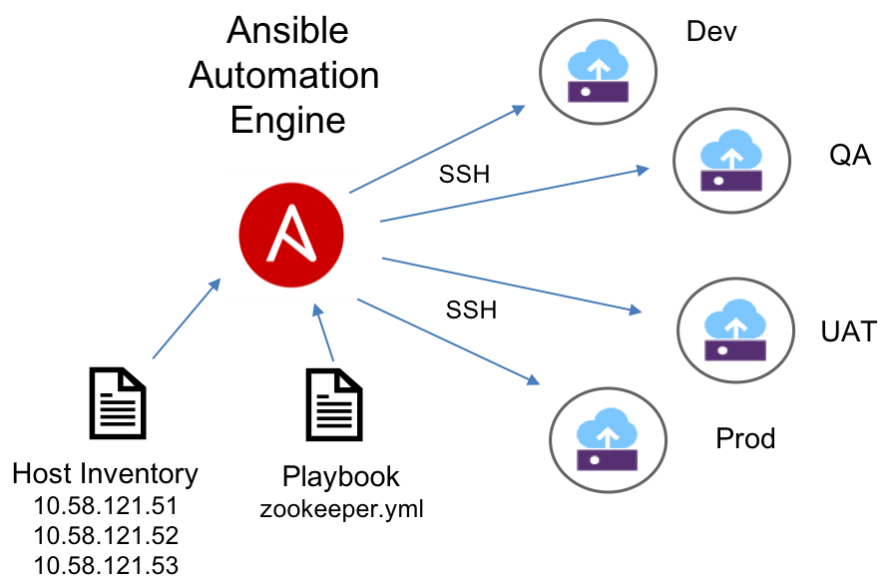 Ansible
Automation
Engine
Dev
SSH
QA
SSH
UAT
Prod
Host Inventory
10.58.121.51
10.58.121.52
10.58.121.53
Playbook
zookeeper.yml